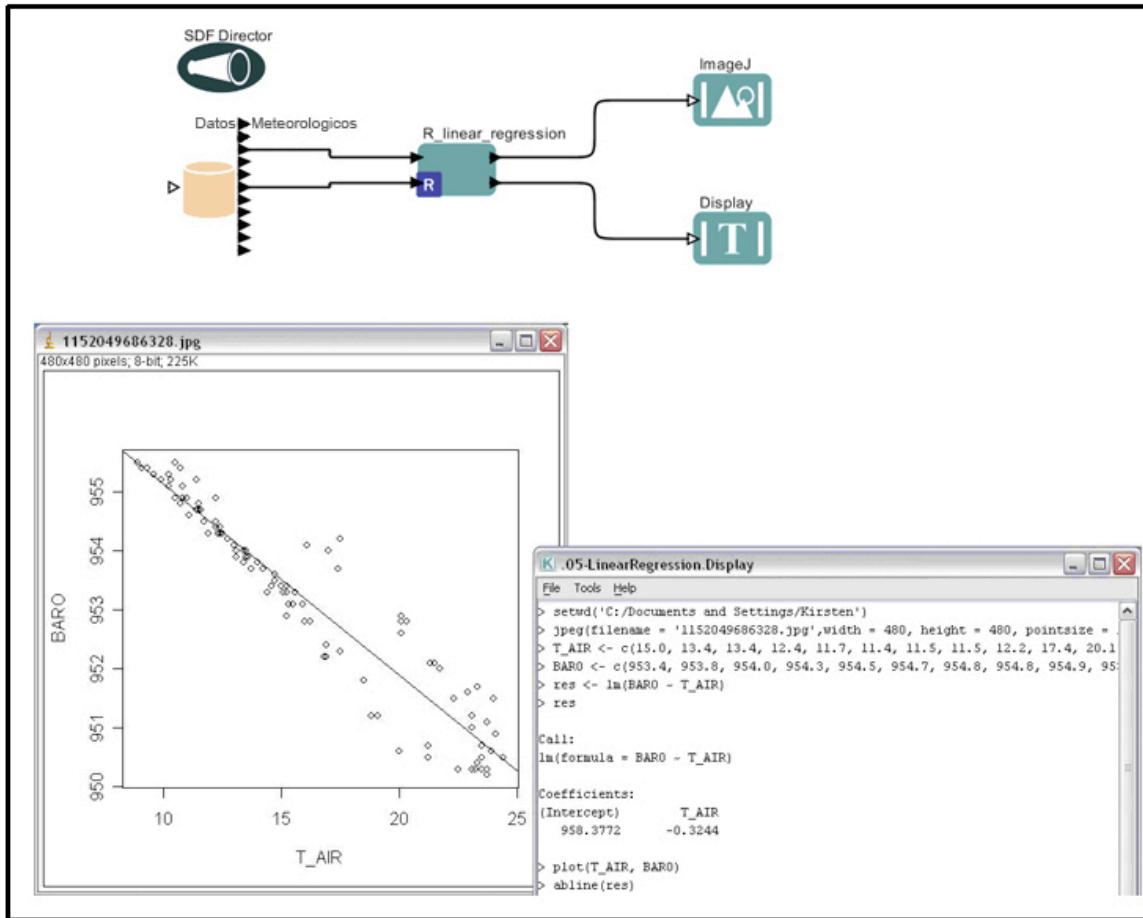 SDF Director
ImageJ
Datos Meteorologicos
R_linear_regression
R
Display
T
1152049686328.jpg
480x480 pixels; 8-bit; 225K
BARO
955
954
953
952
951
950
10 15 20 25
T_AIR
.05-LinearRegression.Display
File Tools Help
> setwd('C:/Documents and Settings/Kirsten')
> jpeg(filename = '1152049686328.jpg',width = 480, height = 480, pointsize =
> T_AIR <- c(15.0, 13.4, 13.4, 12.4, 11.7, 11.4, 11.5, 11.5, 12.2, 17.4, 20.1
> BARO <- c(953.4, 953.8, 954.0, 954.3, 954.5, 954.7, 954.8, 954.8, 954.9, 95
> res <- lm(BARO ~ T_AIR)
> res
Call:
lm(formula = BARO ~ T_AIR)
Coefficients:
(Intercept) T_AIR
958.3772 -0.3244
> plot(T_AIR, BARO)
> abline(res)